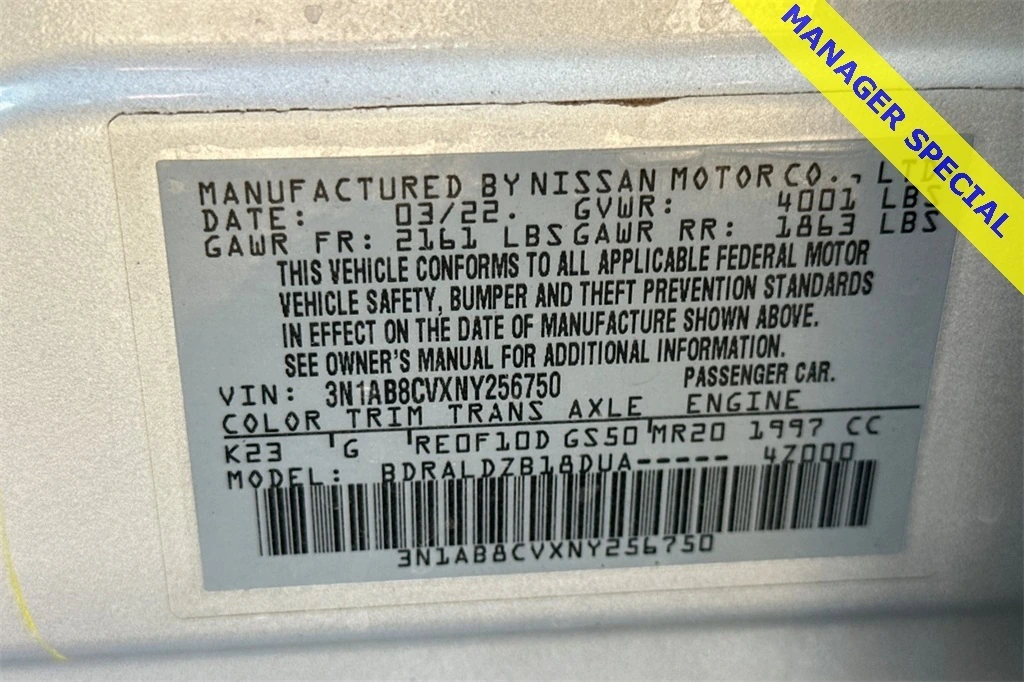 MANAGER SPECIAL
MANUFACTURED BY NISSAN MOTOR CO., LTD
DATE: 03/22. GVWR: 4001 LBS
GAWR FR: 2161 LBS GAWR RR: 1863 LBS
THIS VEHICLE CONFORMS TO ALL APPLICABLE FEDERAL MOTOR
VEHICLE SAFETY, BUMPER AND THEFT PREVENTION STANDARDS
IN EFFECT ON THE DATE OF MANUFACTURE SHOWN ABOVE.
SEE OWNER'S MANUAL FOR ADDITIONAL INFORMATION.
VIN: 3N1AB8CVXNY256750 PASSENGER CAR.
COLOR TRIM TRANS AXLE ENGINE
K23 G RE0F10D GS50 MR20 1997 CC
MODEL: BDRALDZB18DUA----- 4Z000
3N1AB8CVXNY256750